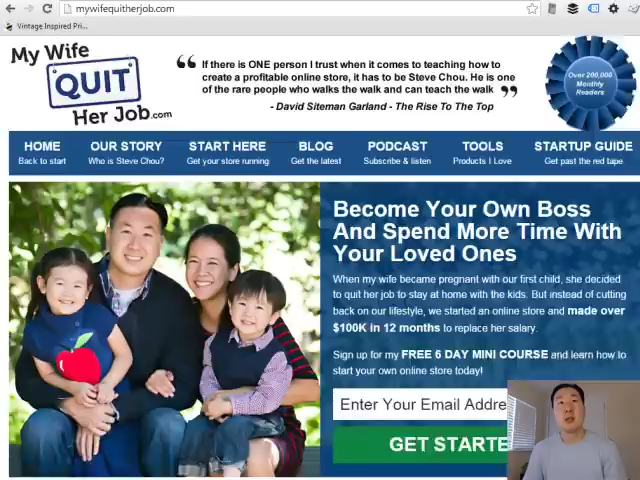 mywifequitherjob.com
Vintage Inspired Pri...
My Wife
QUIT
Her Job.com
“ If there is ONE person I trust when it comes to teaching how to
create a profitable online store, it has to be Steve Chou. He is one
of the rare people who walks the walk and can teach the walk ”
- David Siteman Garland - The Rise To The Top
Over 200,000
Monthly
Readers
HOME OUR STORY START HERE BLOG PODCAST TOOLS STARTUP GUIDE
Back to start Who is Steve Chou? Get your store running Get the latest Subscribe & listen Products I Love Get past the red tape
Become Your Own Boss
And Spend More Time With
Your Loved Ones
When my wife became pregnant with our first child, she decided
to quit her job to stay at home with the kids. But instead of cutting
back on our lifestyle, we started an online store and made over
$100K in 12 months to replace her salary.
Sign up for my FREE 6 DAY MINI COURSE and learn how to
start your own online store today!
Enter Your Email Addre
GET STARTE